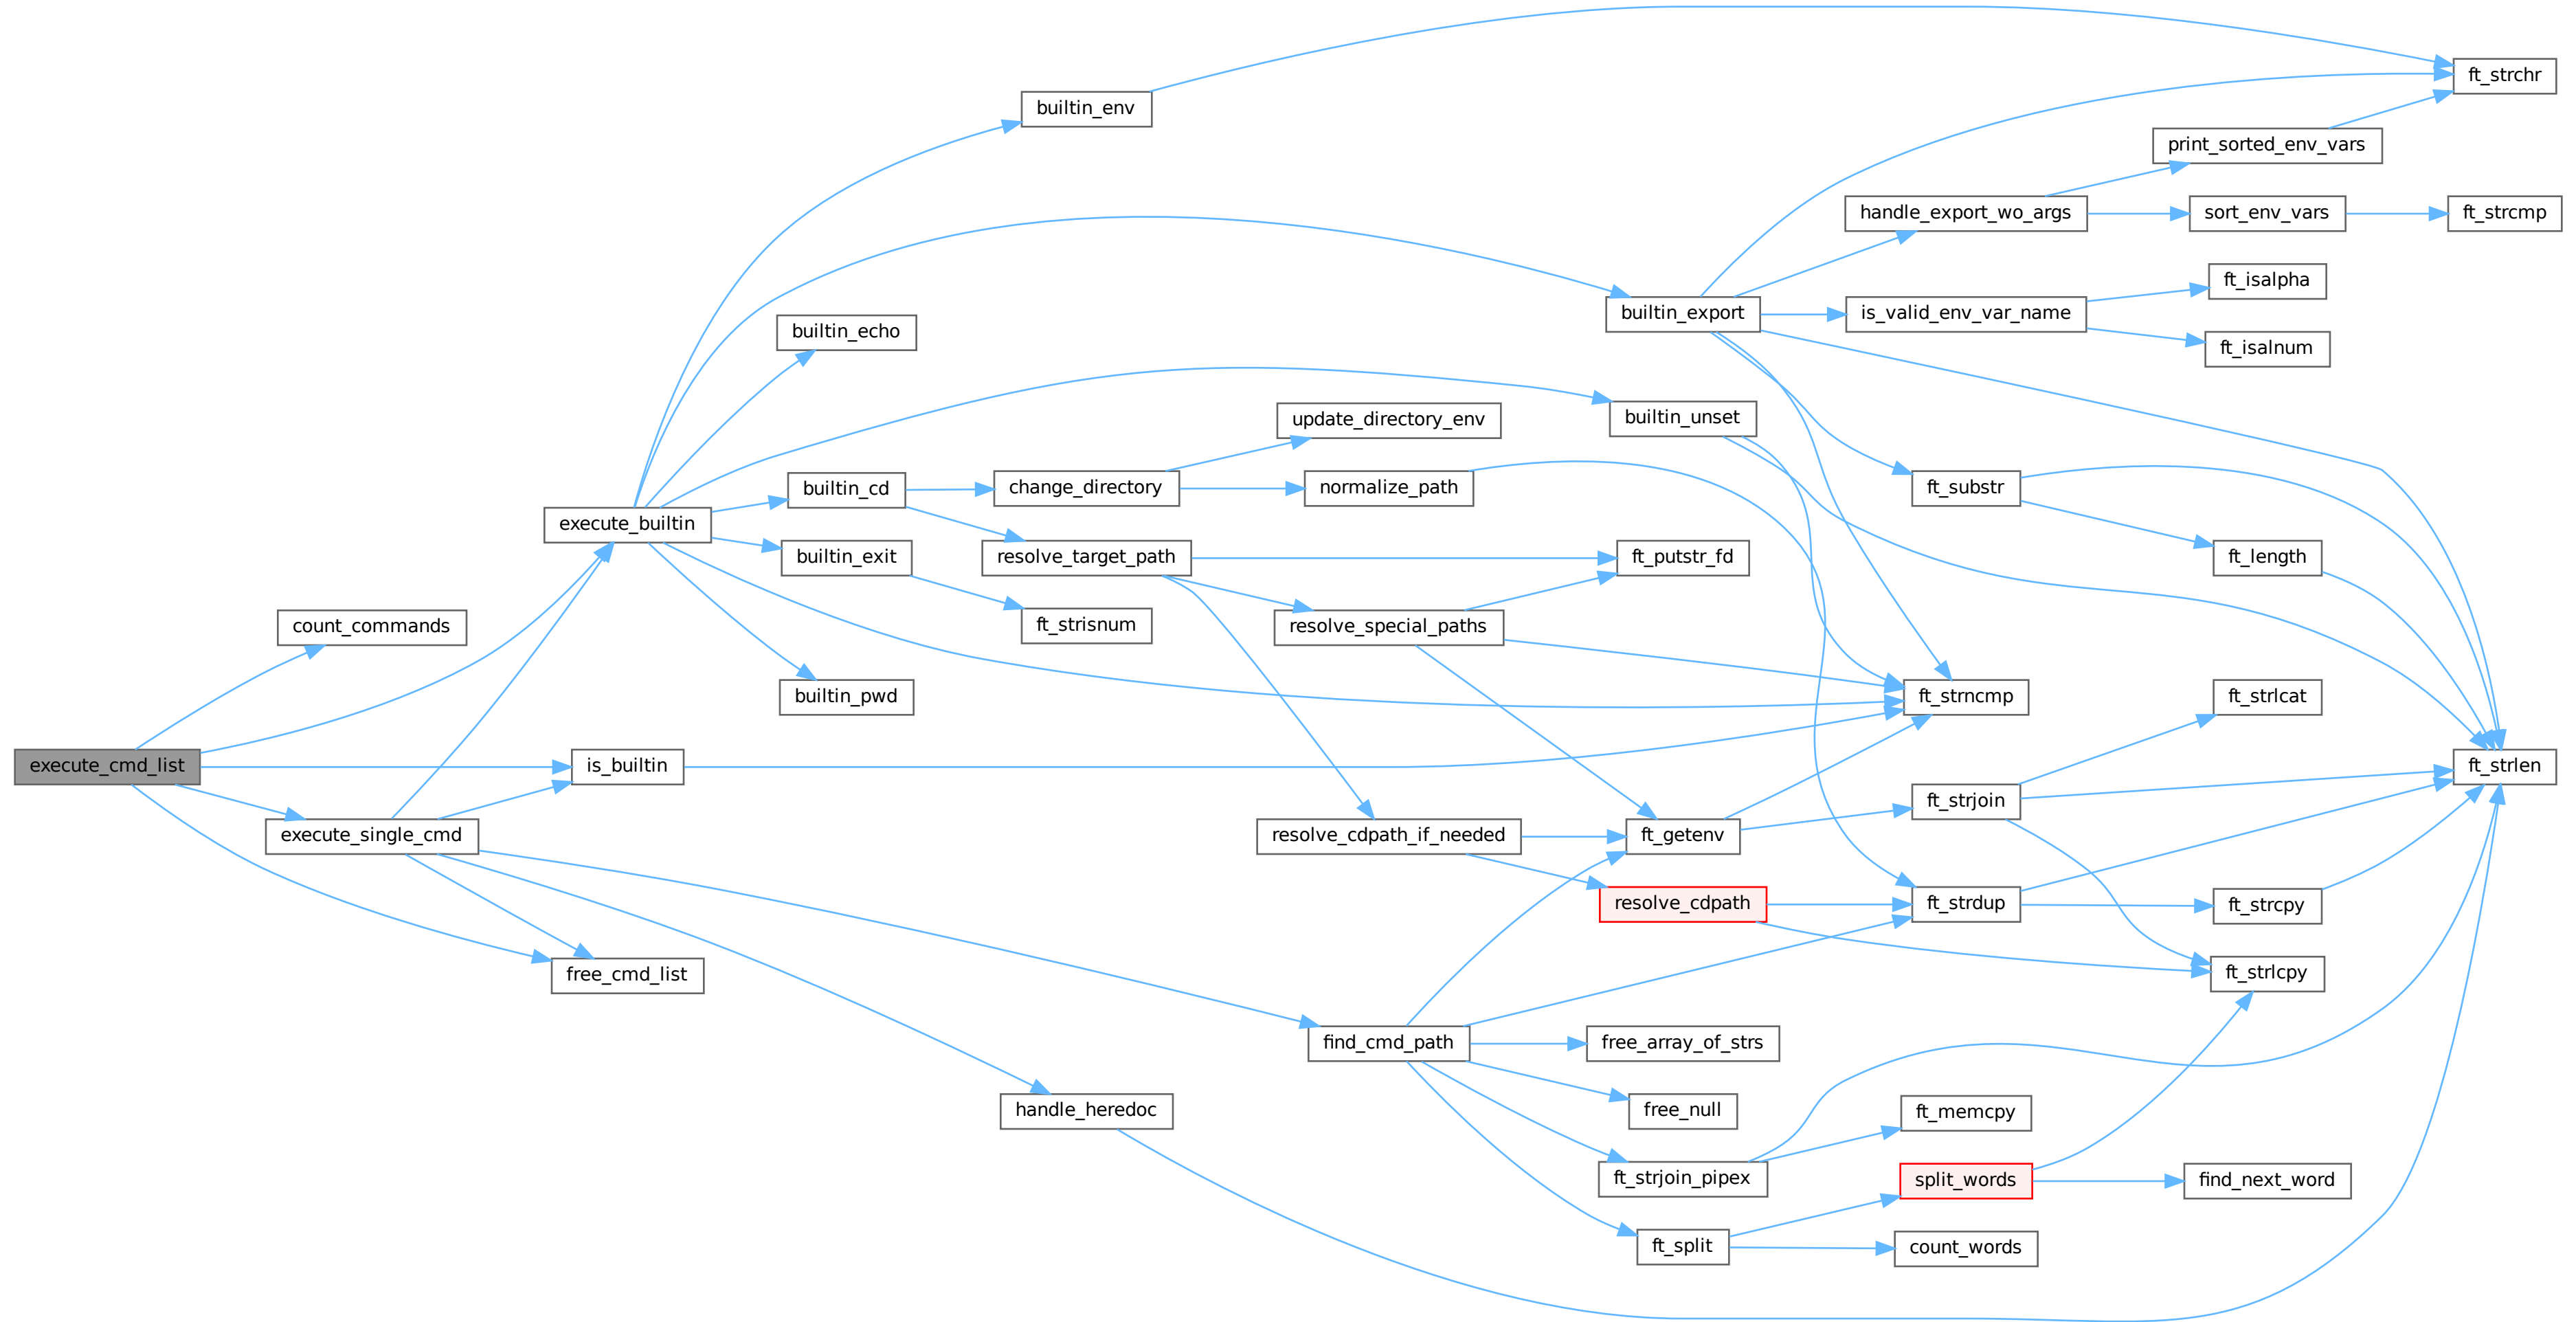 ft_strchr
builtin_env
print_sorted_env_vars
handle_export_wo_args
sort_env_vars
ft_strcmp
ft_isalpha
builtin_export
is_valid_env_var_name
builtin_echo
ft_isalnum
update_directory_env
builtin_unset
builtin_cd
change_directory
normalize_path
ft_substr
execute_builtin
builtin_exit
resolve_target_path
ft_putstr_fd
ft_length
count_commands
ft_strisnum
resolve_special_paths
builtin_pwd
ft_strncmp
ft_strlcat
execute_cmd_list
is_builtin
ft_strlen
ft_strjoin
execute_single_cmd
resolve_cdpath_if_needed
ft_getenv
resolve_cdpath
ft_strdup
ft_strcpy
free_cmd_list
ft_strlcpy
find_cmd_path
free_array_of_strs
handle_heredoc
free_null
ft_memcpy
ft_strjoin_pipex
split_words
find_next_word
ft_split
count_words